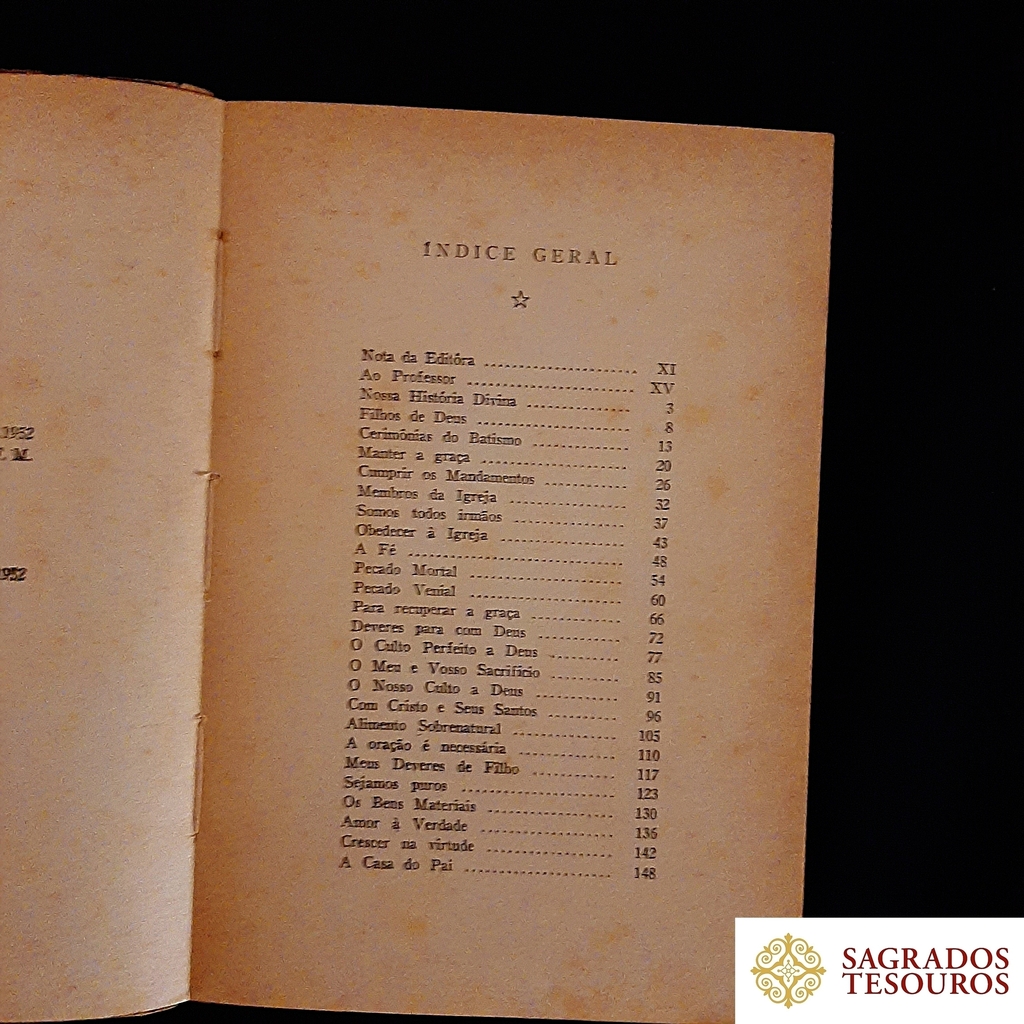 1952
M.
1952
ÍNDICE GERAL
Nota da Editôra .......... XI
Ao Professor .......... XV
Nossa História Divina .......... 3
Filhos de Deus .......... 8
Cerimônias do Batismo .......... 13
Manter a graça .......... 20
Cumprir os Mandamentos .......... 26
Membros da Igreja .......... 32
Somos todos irmãos .......... 37
Obedecer à Igreja .......... 43
A Fé .......... 48
Pecado Mortal .......... 54
Pecado Venial .......... 60
Para recuperar a graça .......... 66
Deveres para com Deus .......... 72
O Culto Perfeito a Deus .......... 77
O Meu e Vosso Sacrifício .......... 85
O Nosso Culto a Deus .......... 91
Com Cristo e Seus Santos .......... 96
Alimento Sobrenatural .......... 105
A oração é necessária .......... 110
Meus Deveres de Filho .......... 117
Sejamos puros .......... 123
Os Bens Materiais .......... 130
Amor à Verdade .......... 136
Crescer na virtude .......... 142
A Casa do Pai .......... 148
SAGRADOS
TESOUROS